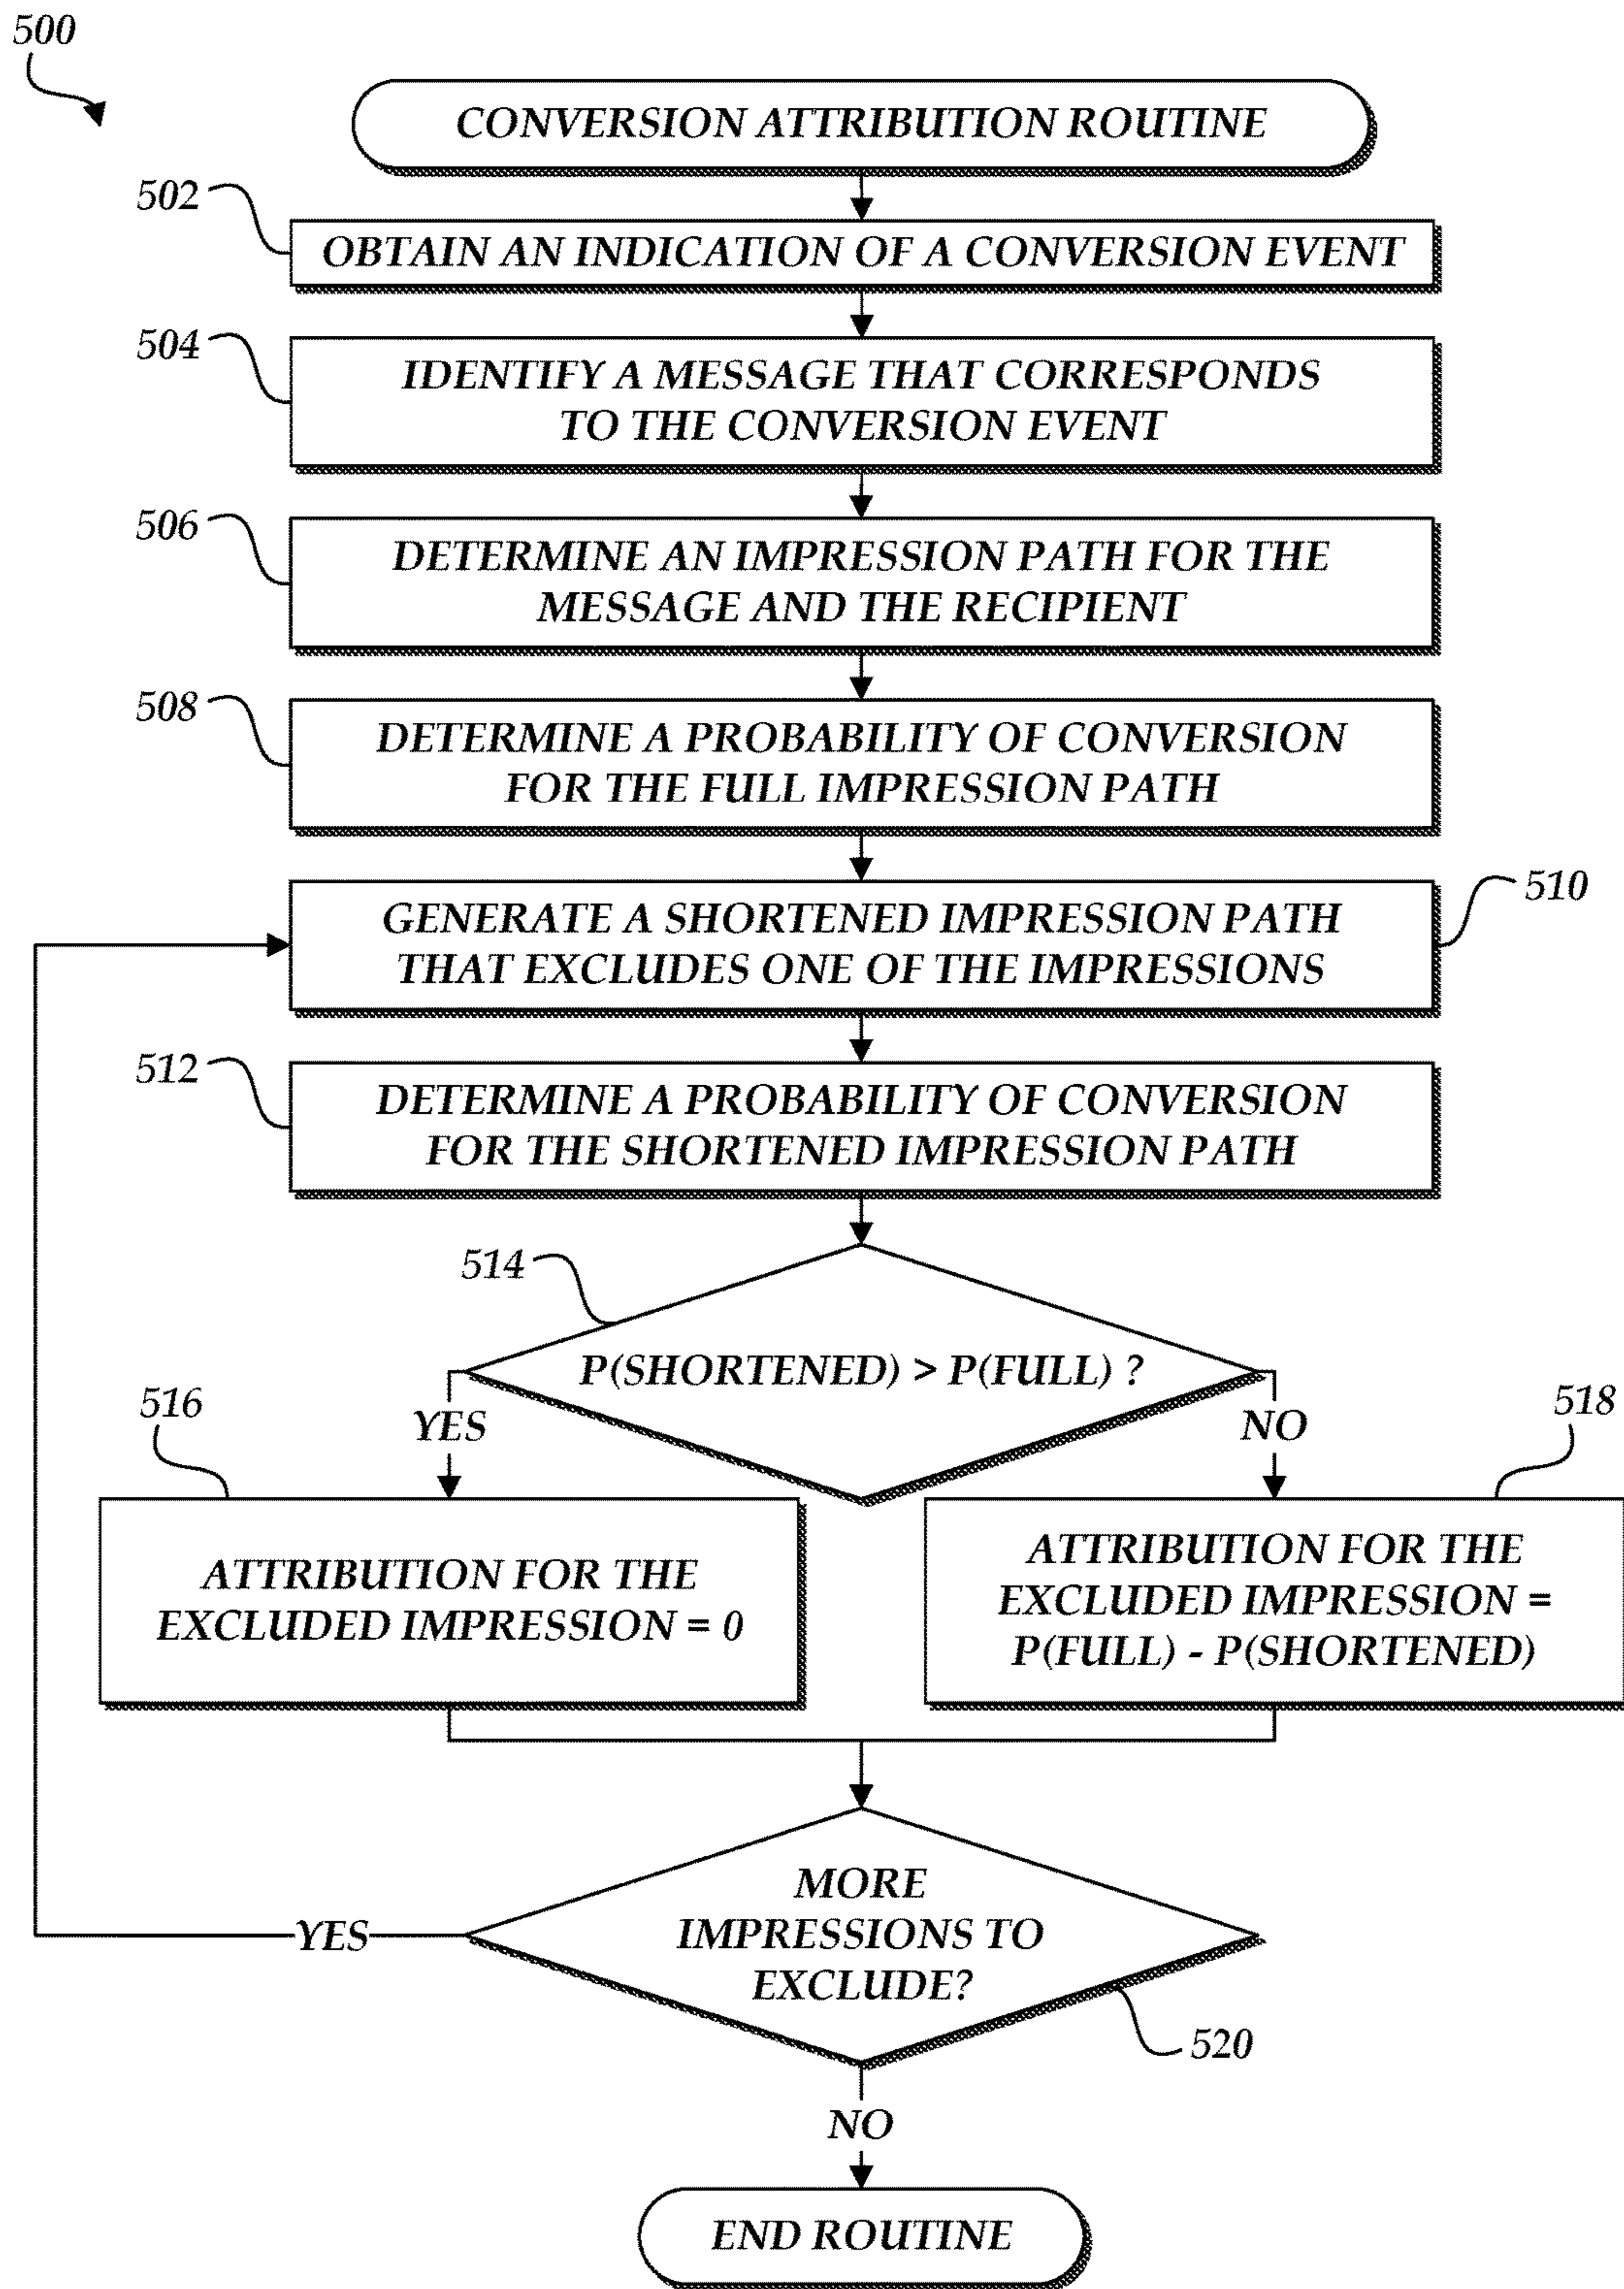 500
CONVERSION ATTRIBUTION ROUTINE
502
OBTAIN AN INDICATION OF A CONVERSION EVENT
504
IDENTIFY A MESSAGE THAT CORRESPONDS
TO THE CONVERSION EVENT
506
DETERMINE AN IMPRESSION PATH FOR THE
MESSAGE AND THE RECIPIENT
508
DETERMINE A PROBABILITY OF CONVERSION
FOR THE FULL IMPRESSION PATH
510
GENERATE A SHORTENED IMPRESSION PATH
THAT EXCLUDES ONE OF THE IMPRESSIONS
512
DETERMINE A PROBABILITY OF CONVERSION
FOR THE SHORTENED IMPRESSION PATH
514
P(SHORTENED) > P(FULL) ?
YES
NO
516
ATTRIBUTION FOR THE
EXCLUDED IMPRESSION = 0
518
ATTRIBUTION FOR THE
EXCLUDED IMPRESSION =
P(FULL) - P(SHORTENED)
MORE
IMPRESSIONS TO
EXCLUDE?
YES
520
NO
END ROUTINE